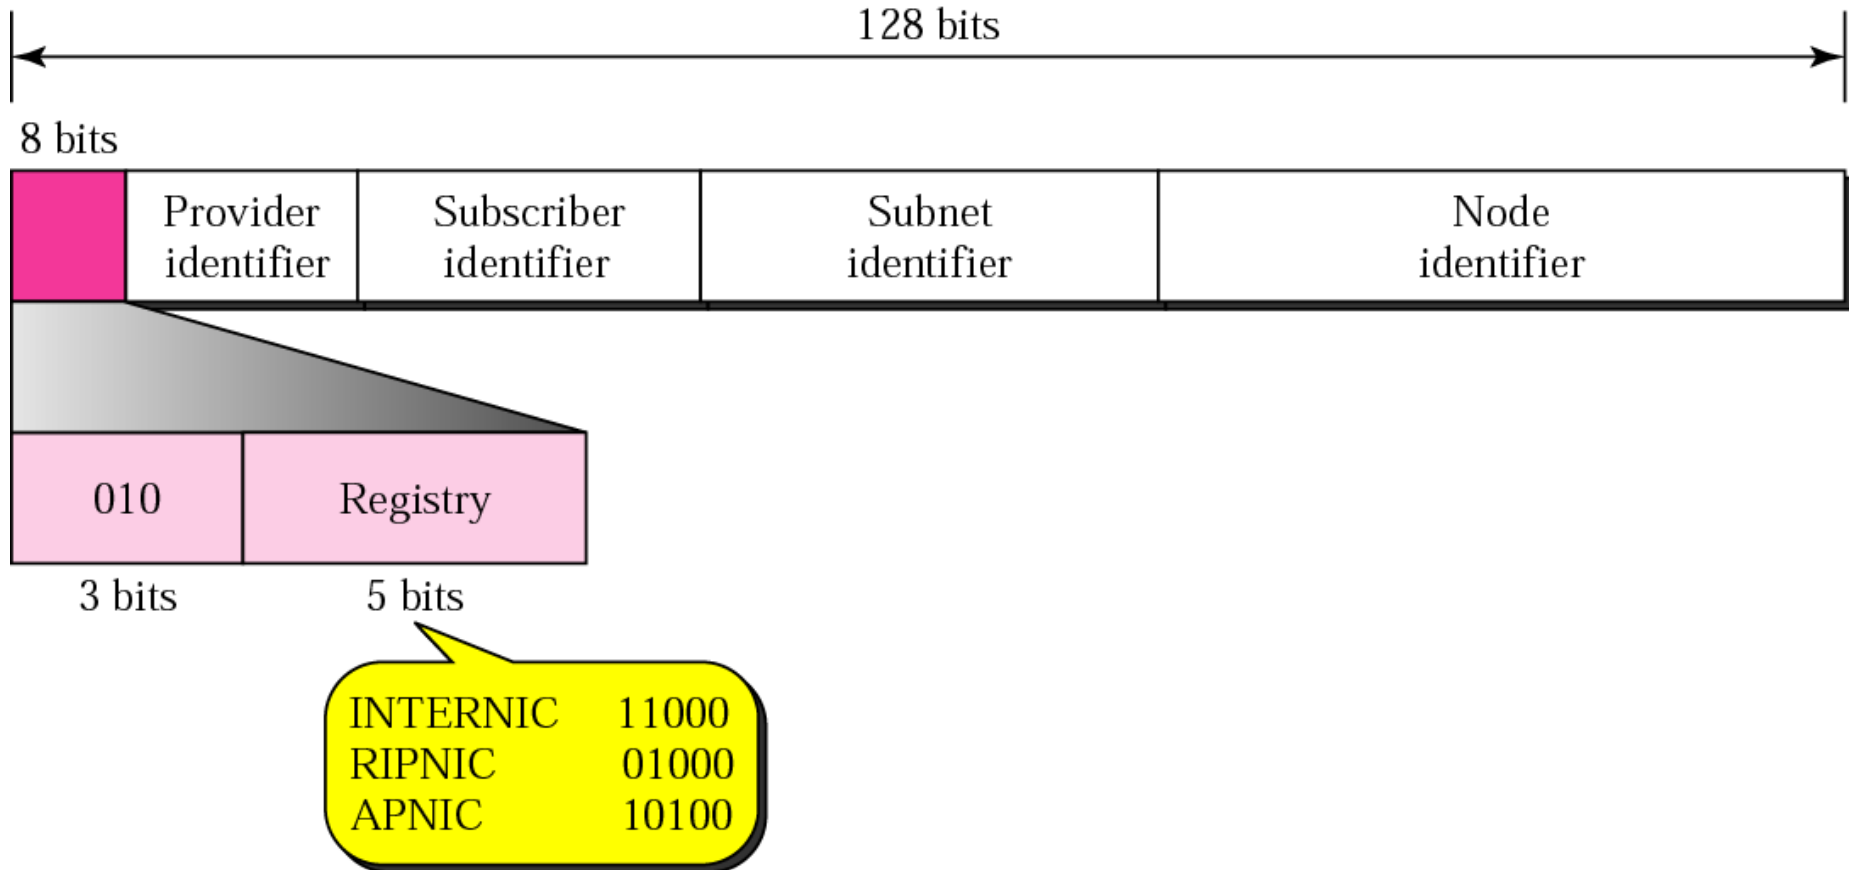 128 bits
8 bits
Provider identifier
Subscriber identifier
Subnet identifier
Node identifier
010
Registry
3 bits
5 bits
INTERNIC 11000
RIPNIC 01000
APNIC 10100